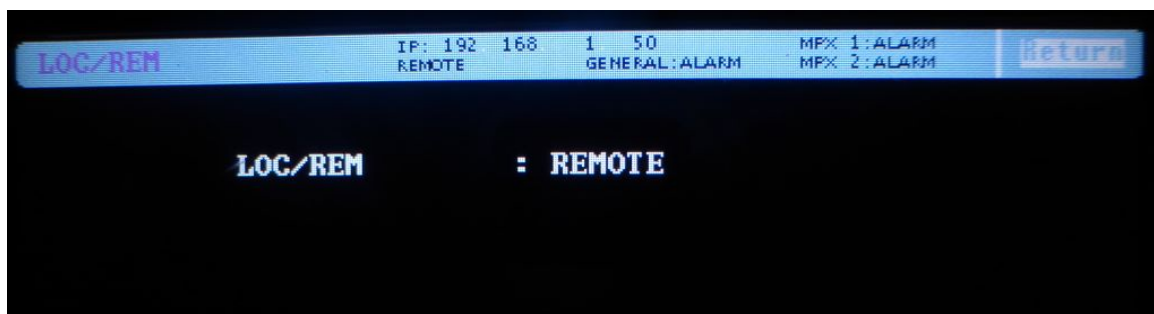 LOC/REM
IP: 192 168 1 50
REMOTE
GENERAL:ALARM
MPX 1:ALARM
MPX 2:ALARM
Return
LOC/REM : REMOTE